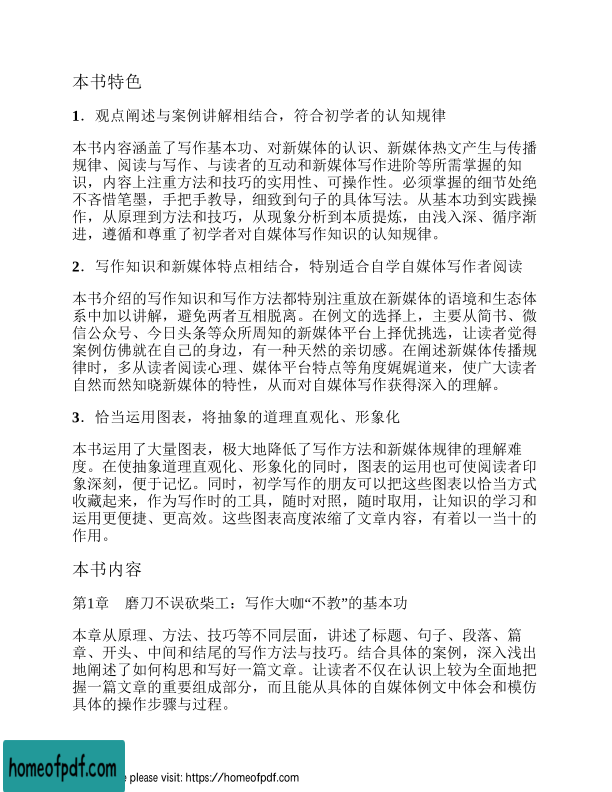 本书特色
1．观点阐述与案例讲解相结合，符合初学者的认知规律
本书内容涵盖了写作基本功、对新媒体的认识、新媒体热文产生与传播
规律、阅读与写作、与读者的互动和新媒体写作进阶等所需掌握的知
识，内容上注重方法和技巧的实用性、可操作性。必须掌握的细节处绝
不吝惜笔墨，手把手教导，细致到句子的具体写法。从基本功到实践操
作，从原理到方法和技巧，从现象分析到本质提炼，由浅入深、循序渐
进，遵循和尊重了初学者对自媒体写作知识的认知规律。
2．写作知识和新媒体特点相结合，特别适合自学自媒体写作者阅读
本书介绍的写作知识和写作方法都特别注重放在新媒体的语境和生态体
系中加以讲解，避免两者互相脱离。在例文的选择上，主要从简书、微
信公众号、今日头条等众所周知的新媒体平台上择优挑选，让读者觉得
案例仿佛就在自己的身边，有一种天然的亲切感。在阐述新媒体传播规
律时，多从读者阅读心理、媒体平台特点等角度娓娓道来，使广大读者
自然而然知晓新媒体的特性，从而对自媒体写作获得深入的理解。
3．恰当运用图表，将抽象的道理直观化、形象化
本书运用了大量图表，极大地降低了写作方法和新媒体规律的理解难
度。在使抽象道理直观化、形象化的同时，图表的运用也可使阅读者印
象深刻，便于记忆。同时，初学写作的朋友可以把这些图表以恰当方式
收藏起来，作为写作时的工具，随时对照，随时取用，让知识的学习和
运用更便捷、更高效。这些图表高度浓缩了文章内容，有着以一当十的
作用。
本书内容
第1章　磨刀不误砍柴工：写作大咖“不教”的基本功
本章从原理、方法、技巧等不同层面，讲述了标题、句子、段落、篇
章、开头、中间和结尾的写作方法与技巧。结合具体的案例，深入浅出
地阐述了如何构思和写好一篇文章。让读者不仅在认识上较为全面地把
握一篇文章的重要组成部分，而且能从具体的自媒体例文中体会和模仿
具体的操作步骤与过程。
homeofpdf.com
e please visit: https://homeofpdf.com